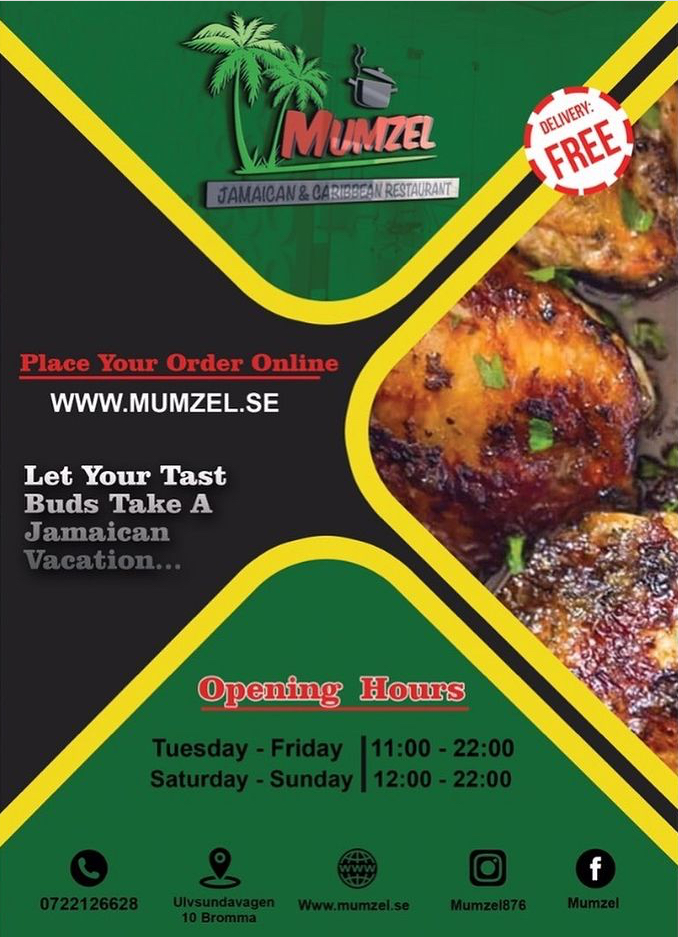 MUMZEL
JAMAICAN & CARIBBEAN RESTAURANT
DELIVERY:
FREE
Place Your Order Online
WWW.MUMZEL.SE
Let Your Tast
Buds Take A
Jamaican
Vacation...
Opening Hours
Tuesday - Friday | 11:00 - 22:00
Saturday - Sunday | 12:00 - 22:00
0722126628
Ulvsundavagen
10 Bromma
www
Www.mumzel.se
Mumzel876
f
Mumzel